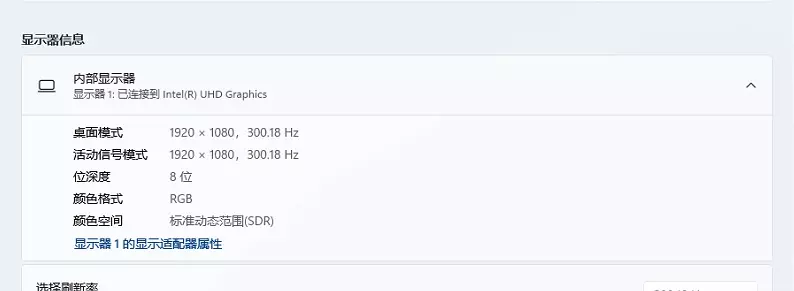 显示器信息
内部显示器
显示器 1: 已连接到 Intel(R) UHD Graphics
桌面模式 1920 × 1080，300.18 Hz
活动信号模式 1920 × 1080，300.18 Hz
位深度 8 位
颜色格式 RGB
颜色空间 标准动态范围(SDR)
显示器 1 的显示适配器属性
选择刷新率